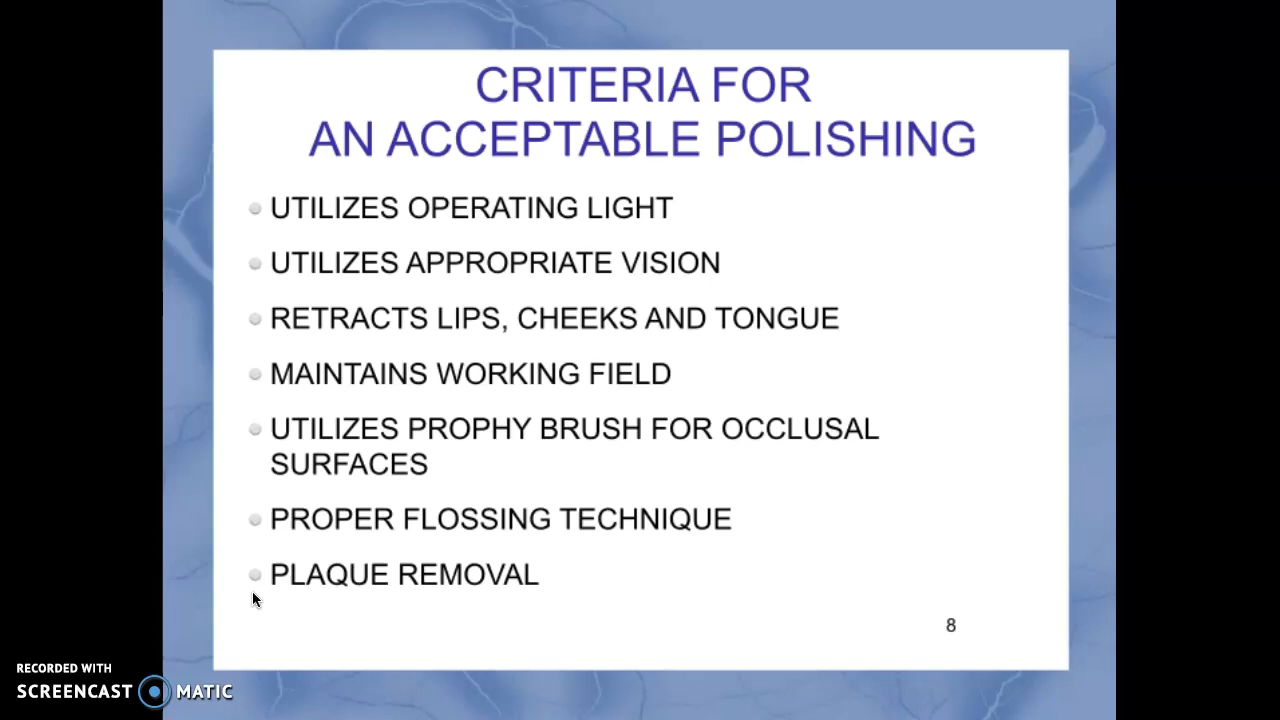 CRITERIA FOR
AN ACCEPTABLE POLISHING
UTILIZES OPERATING LIGHT
UTILIZES APPROPRIATE VISION
RETRACTS LIPS, CHEEKS AND TONGUE
MAINTAINS WORKING FIELD
UTILIZES PROPHY BRUSH FOR OCCLUSAL
SURFACES
PROPER FLOSSING TECHNIQUE
PLAQUE REMOVAL
8
RECORDED WITH
SCREENCAST MATIC